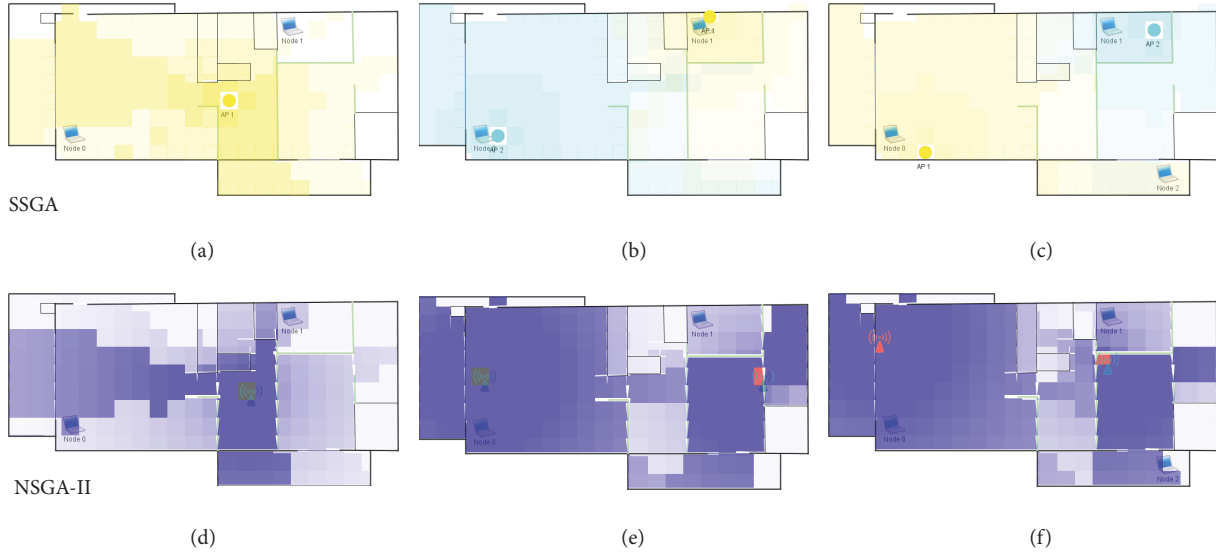 Node 1
AP 1
Node 0
AP 1
Node 1
Node 0
AP 2
Node 1
AP 2
Node 0
AP 1
Node 2
SSGA
(a)
(b)
(c)
Node 1
Node 0
Node 1
Node 0
Node 1
Node 0
Node 2
NSGA-II
(d)
(e)
(f)